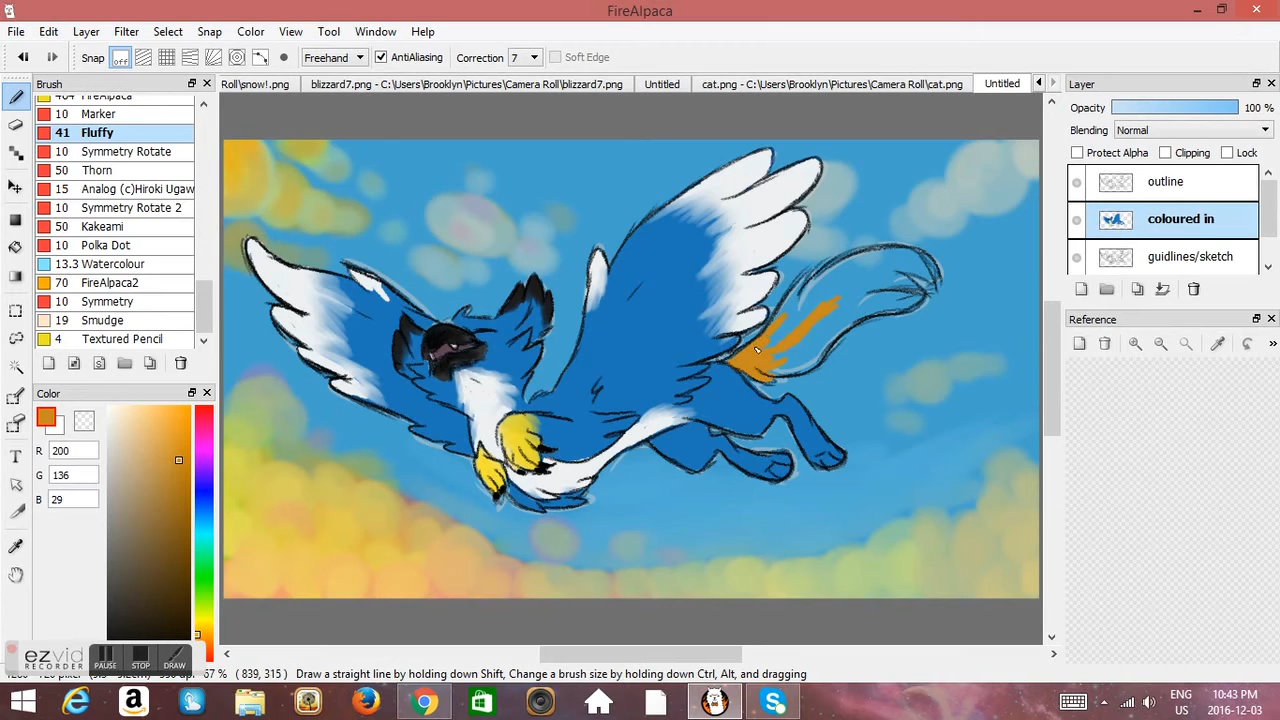 FireAlpaca
File Edit Layer Filter Select Snap Color View Tool Window Help
Snap off Freehand AntiAliasing Correction 7 Soft Edge
Brush
Roll\snow!.png blizzard7.png - C:\Users\Brooklyn\Pictures\Camera Roll\blizzard7.png Untitled cat.png - C:\Users\Brooklyn\Pictures\Camera Roll\cat.png Untitled
Layer
FireAlpaca
10 Marker
41 Fluffy
10 Symmetry Rotate
50 Thorn
15 Analog (c)Hiroki Ugaw
10 Symmetry Rotate 2
50 Kakeami
10 Polka Dot
13.3 Watercolour
70 FireAlpaca2
10 Symmetry
19 Smudge
4 Textured Pencil
Opacity 100 %
Blending Normal
Protect Alpha Clipping Lock
outline
coloured in
guidlines/sketch
Reference
Color
R 200
G 136
B 29
ezvid
RECORDER
PAUSE STOP DRAW
67 % (839, 315) Draw a straight line by holding down Shift, Change a brush size by holding down Ctrl, Alt, and dragging
ENG 10:43 PM
US 2016-12-03